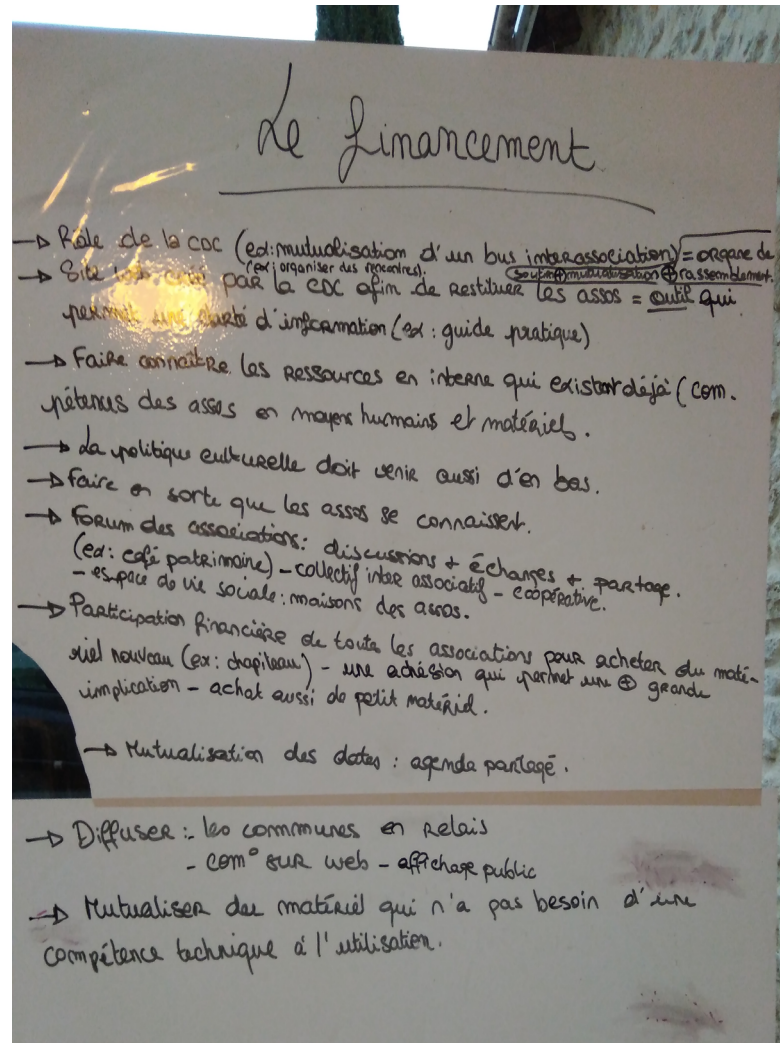 Le financement
→ Rôle de la CDC (ex: mutualisation d'un bus interassociation) = organe de
(ex: organiser des rencontres). soutien ⊕ mutualisation ⊕ rassemblement.
→ Site par la CDC afin de restituer les assos = outil qui
permet une d'information (ex : guide pratique)
→ Faire connaître les ressources en interne qui existent déjà (com-
pétences des assos en moyens humains et matériels.
→ La politique culturelle doit venir aussi d'en bas.
→ Faire en sorte que les assos se connaissent.
→ Forum des associations: discussions + échanges + partage.
(ex: café patrimoine) - collectif inter associatif - coopérative.
- espace de vie sociale : maisons des assos.
→ Participation financière de toute les associations pour acheter du maté-
riel nouveau (ex: chapiteau) - une adhésion qui permet une ⊕ grande
implication - achat aussi de petit matériel.
→ Mutualisation des dates : agenda partagé.
→ Diffuser : - les communes en relais
- com° sur web - affichage public
→ Mutualiser du matériel qui n'a pas besoin d'une
compétence technique à l'utilisation.